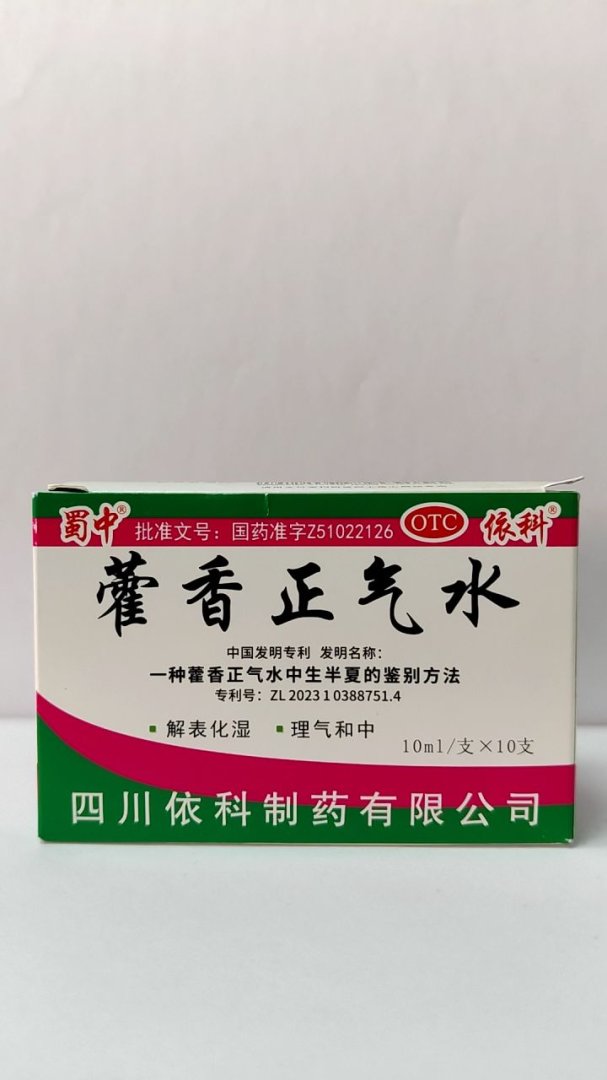 蜀中® 批准文号：国药准字Z51022126 OTC 依科®
藿香正气水
中国发明专利 发明名称：
一种藿香正气水中生半夏的鉴别方法
专利号：ZL 2023 1 0388751.4
▪ 解表化湿 ▪ 理气和中
10ml/支×10支
四川依科制药有限公司